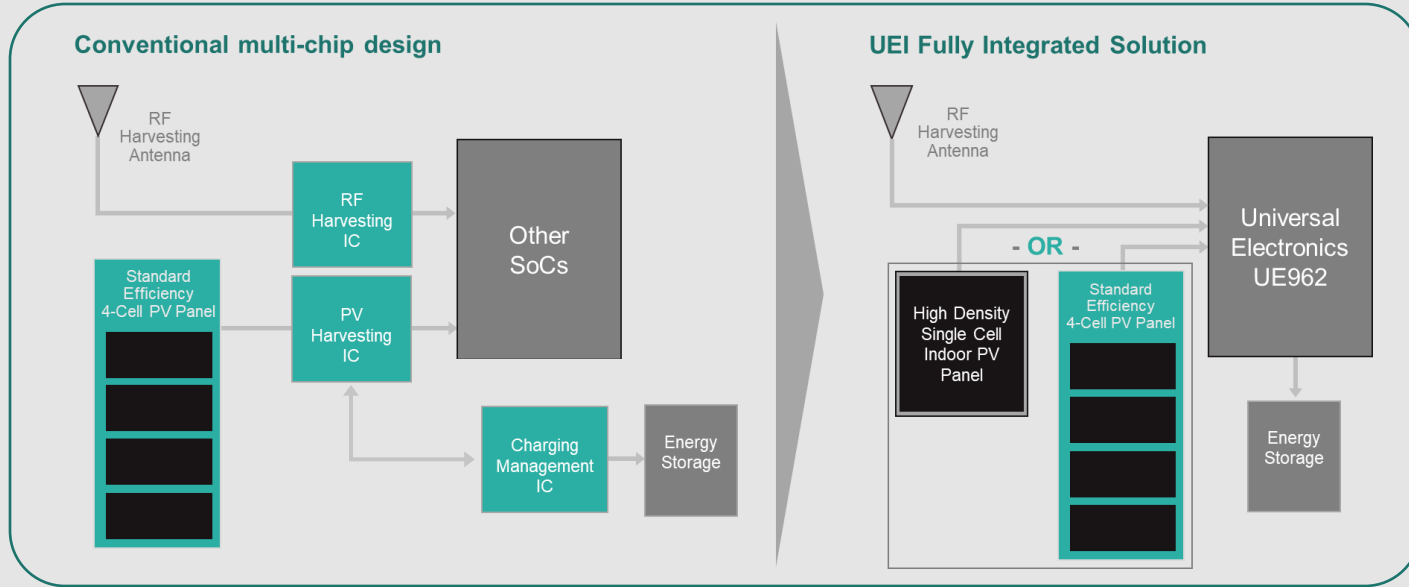 Conventional multi-chip design
RF
Harvesting
Antenna
RF
Harvesting
IC
Other
SoCs
Standard
Efficiency
4-Cell PV Panel
PV
Harvesting
IC
Charging
Management
IC
Energy
Storage
UEI Fully Integrated Solution
RF
Harvesting
Antenna
Universal
Electronics
UE962
- OR -
High Density
Single Cell
Indoor PV
Panel
Standard
Efficiency
4-Cell PV Panel
Energy
Storage